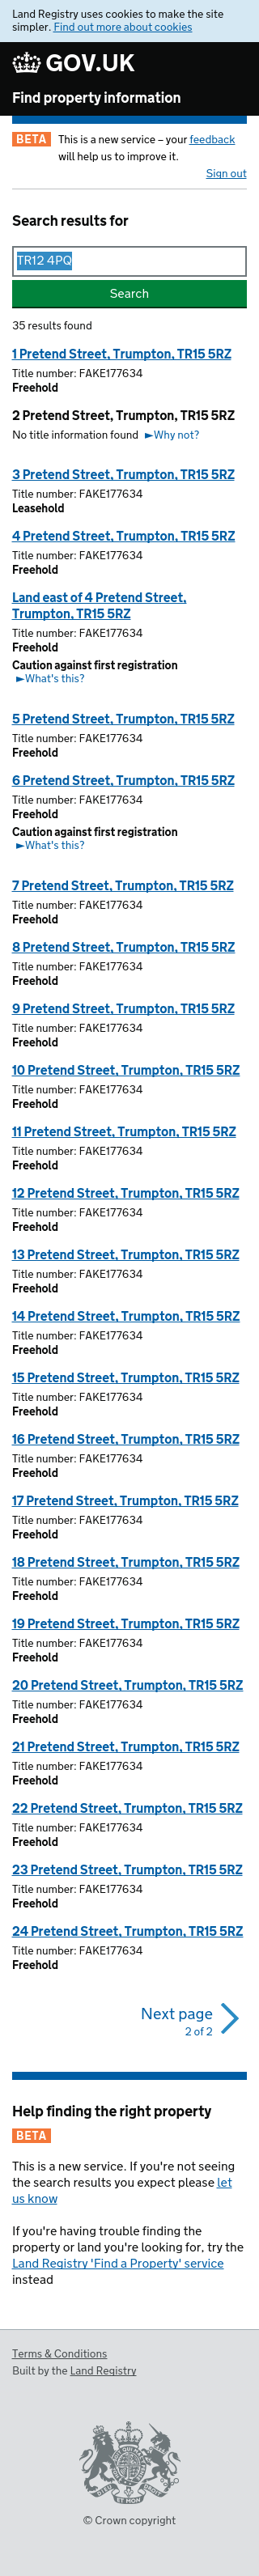 Land Registry uses cookies to make the site
simpler. Find out more about cookies
GOV.UK
Find property information
BETA This is a new service – your feedback
will help us to improve it.
Sign out
Search results for
TR12 4PQ
Search
35 results found
1 Pretend Street, Trumpton, TR15 5RZ
Title number: FAKE177634
Freehold
2 Pretend Street, Trumpton, TR15 5RZ
No title information found ►Why not?
3 Pretend Street, Trumpton, TR15 5RZ
Title number: FAKE177634
Leasehold
4 Pretend Street, Trumpton, TR15 5RZ
Title number: FAKE177634
Freehold
Land east of 4 Pretend Street,
Trumpton, TR15 5RZ
Title number: FAKE177634
Freehold
Caution against first registration
►What's this?
5 Pretend Street, Trumpton, TR15 5RZ
Title number: FAKE177634
Freehold
6 Pretend Street, Trumpton, TR15 5RZ
Title number: FAKE177634
Freehold
Caution against first registration
►What's this?
7 Pretend Street, Trumpton, TR15 5RZ
Title number: FAKE177634
Freehold
8 Pretend Street, Trumpton, TR15 5RZ
Title number: FAKE177634
Freehold
9 Pretend Street, Trumpton, TR15 5RZ
Title number: FAKE177634
Freehold
10 Pretend Street, Trumpton, TR15 5RZ
Title number: FAKE177634
Freehold
11 Pretend Street, Trumpton, TR15 5RZ
Title number: FAKE177634
Freehold
12 Pretend Street, Trumpton, TR15 5RZ
Title number: FAKE177634
Freehold
13 Pretend Street, Trumpton, TR15 5RZ
Title number: FAKE177634
Freehold
14 Pretend Street, Trumpton, TR15 5RZ
Title number: FAKE177634
Freehold
15 Pretend Street, Trumpton, TR15 5RZ
Title number: FAKE177634
Freehold
16 Pretend Street, Trumpton, TR15 5RZ
Title number: FAKE177634
Freehold
17 Pretend Street, Trumpton, TR15 5RZ
Title number: FAKE177634
Freehold
18 Pretend Street, Trumpton, TR15 5RZ
Title number: FAKE177634
Freehold
19 Pretend Street, Trumpton, TR15 5RZ
Title number: FAKE177634
Freehold
20 Pretend Street, Trumpton, TR15 5RZ
Title number: FAKE177634
Freehold
21 Pretend Street, Trumpton, TR15 5RZ
Title number: FAKE177634
Freehold
22 Pretend Street, Trumpton, TR15 5RZ
Title number: FAKE177634
Freehold
23 Pretend Street, Trumpton, TR15 5RZ
Title number: FAKE177634
Freehold
24 Pretend Street, Trumpton, TR15 5RZ
Title number: FAKE177634
Freehold
Next page
2 of 2
Help finding the right property
BETA
This is a new service. If you're not seeing
the search results you expect please let
us know
If you're having trouble finding the
property or land you're looking for, try the
Land Registry 'Find a Property' service
instead
Terms & Conditions
Built by the Land Registry
© Crown copyright